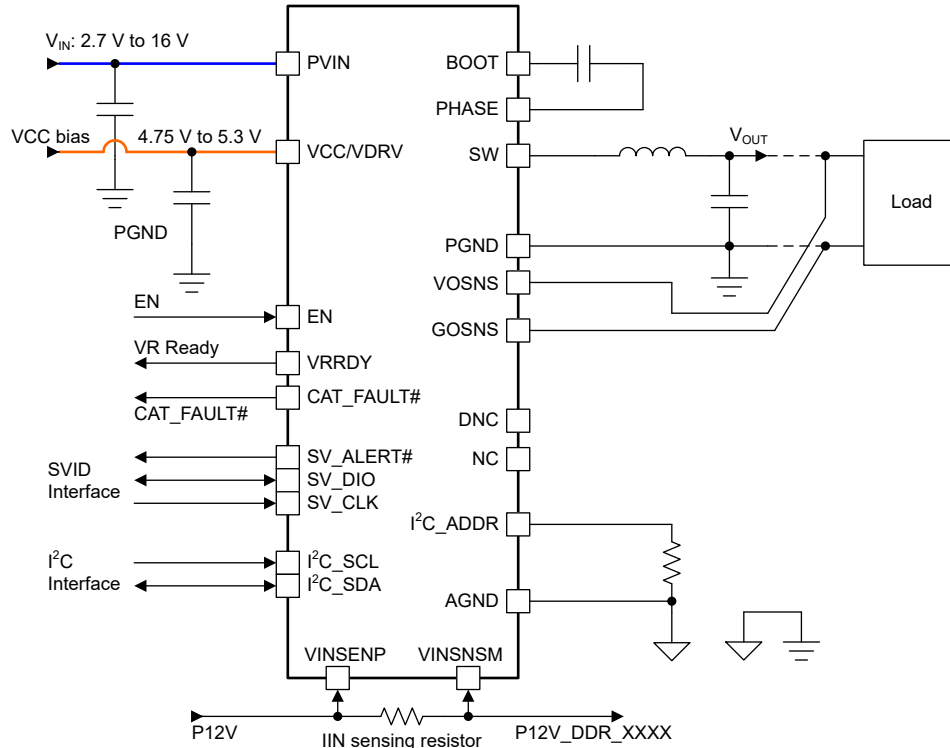 V_IN: 2.7 V to 16 V
PVIN
VCC bias
4.75 V to 5.3 V
VCC/VDRV
PGND
EN
EN
VR Ready
VRRDY
CAT_FAULT#
CAT_FAULT#
SV_ALERT#
SVID
Interface
SV_DIO
SV_CLK
I²C
Interface
I²C_SCL
I²C_SDA
BOOT
PHASE
SW
V_OUT
Load
PGND
VOSNS
GOSNS
DNC
NC
I²C_ADDR
AGND
VINSENP
VINSNSM
P12V
IIN sensing resistor
P12V_DDR_XXXX